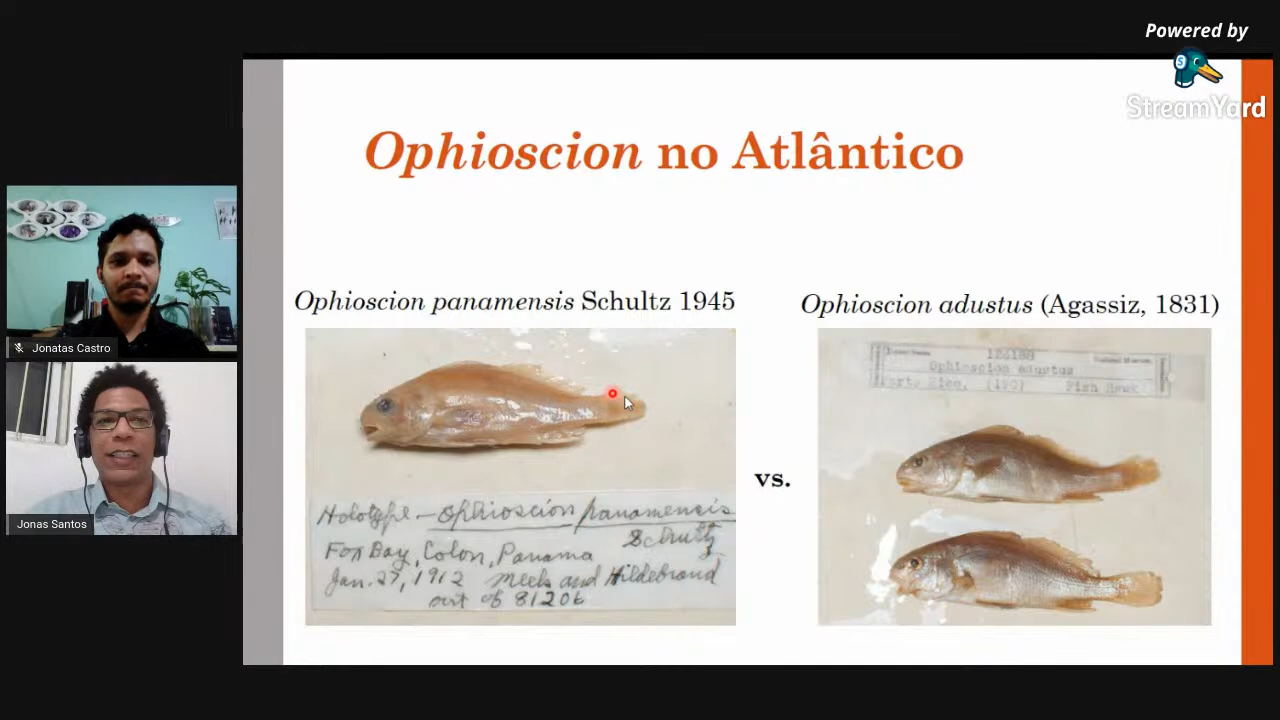 Powered by
StreamYard
Ophioscion no Atlântico
Jonatas Castro
Jonas Santos
Ophioscion panamensis Schultz 1945
Holotype - Ophioscion panamensis
Schultz
Fox Bay, Colon, Panama
Jan. 27, 1912 Meek and Hildebrand
out of 81206
vs.
Ophioscion adustus (Agassiz, 1831)
126188
Ophioscion adustus
Porto Rico. Fish Hawk